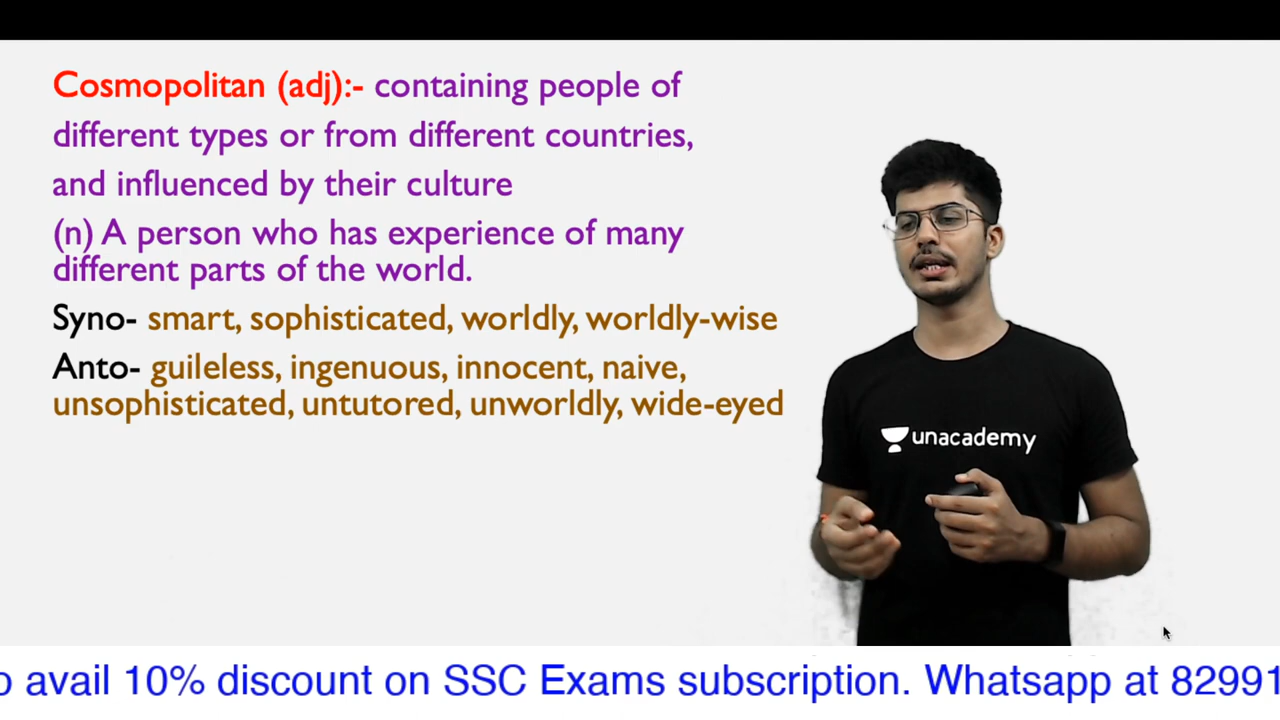 Cosmopolitan (adj):- containing people of
different types or from different countries,
and influenced by their culture
(n) A person who has experience of many
different parts of the world.
Syno- smart, sophisticated, worldly, worldly-wise
Anto- guileless, ingenuous, innocent, naive,
unsophisticated, untutored, unworldly, wide-eyed
unacademy
o avail 10% discount on SSC Exams subscription. Whatsapp at 82991